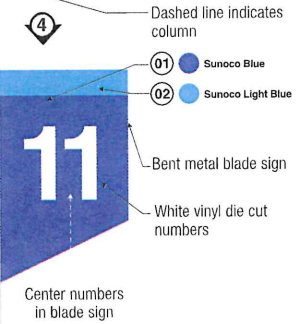 4
Dashed line indicates
column
01 Sunoco Blue
02 Sunoco Light Blue
11
Bent metal blade sign
White vinyl die cut
numbers
Center numbers
in blade sign